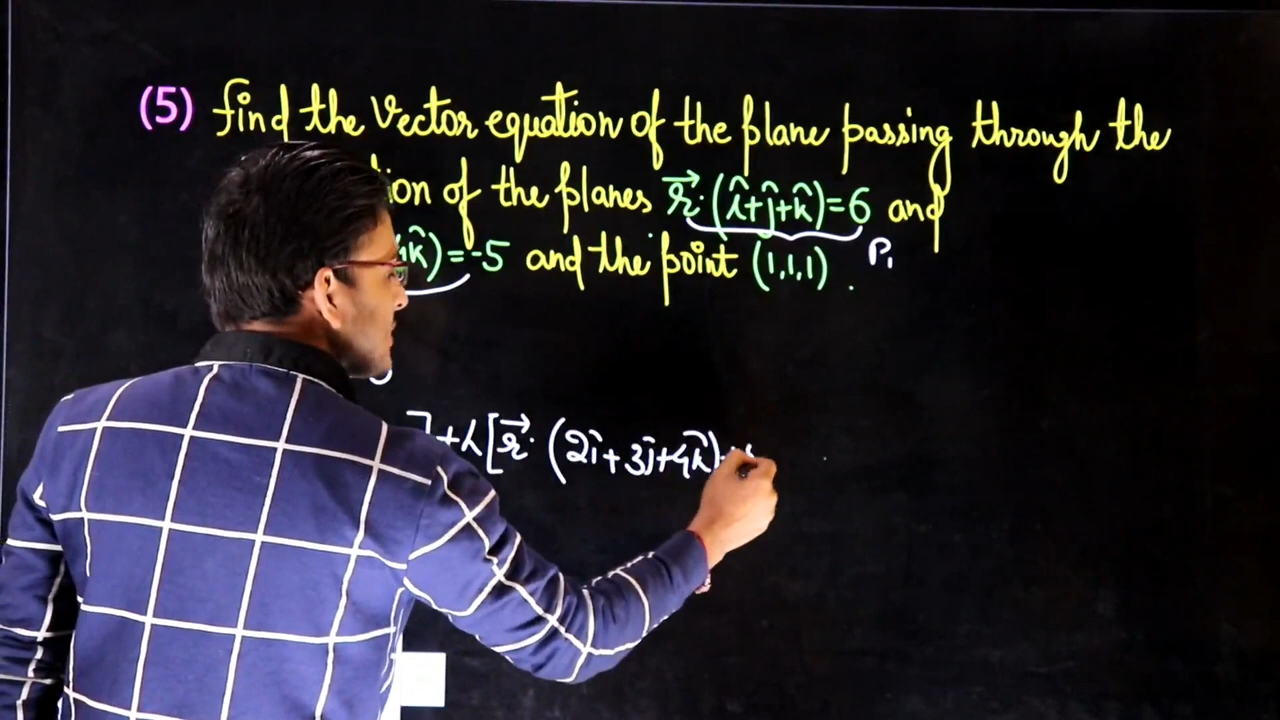 (5) find the vector equation of the plane passing through the
ion of the planes r⃗·(î+ĵ+k̂)=6 and
4k̂)=-5 and the point (1,1,1) .
P₁
] +λ[r⃗·(2î+3ĵ+4k̂)